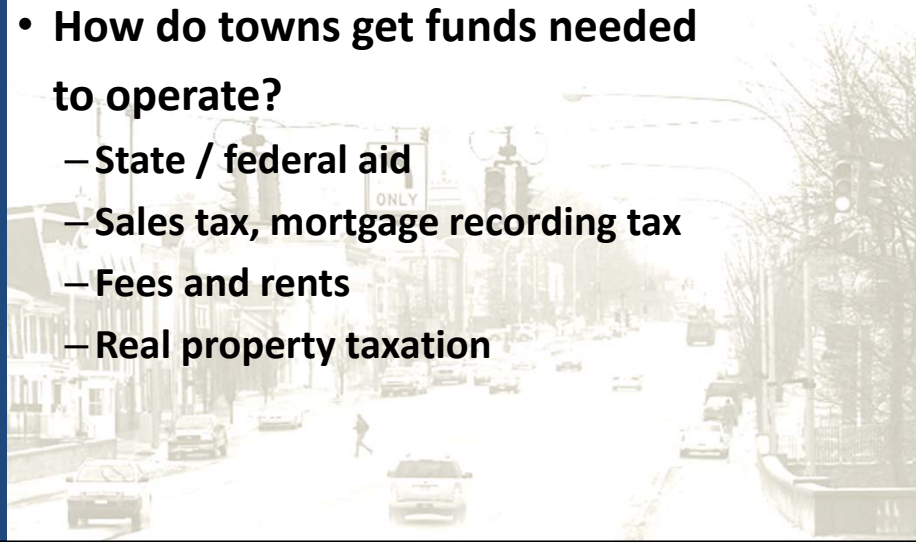 • How do towns get funds needed
to operate?
– State / federal aid
ONLY
– Sales tax, mortgage recording tax
– Fees and rents
– Real property taxation